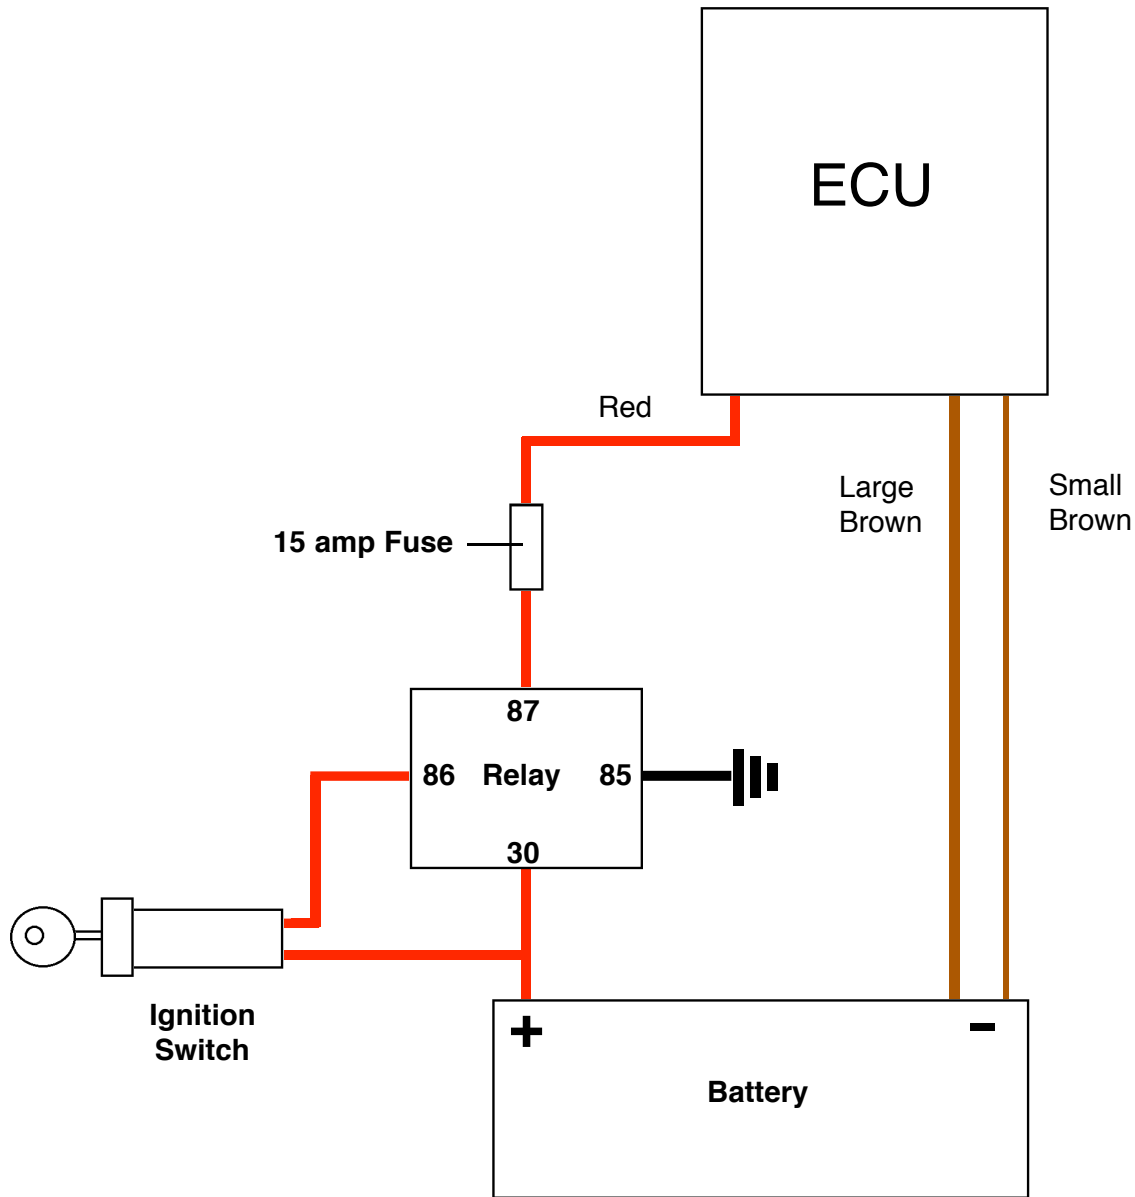 ECU
Red
Large
Brown
Small
Brown
15 amp Fuse
87
86 Relay 85
30
Ignition
Switch
+ -
Battery